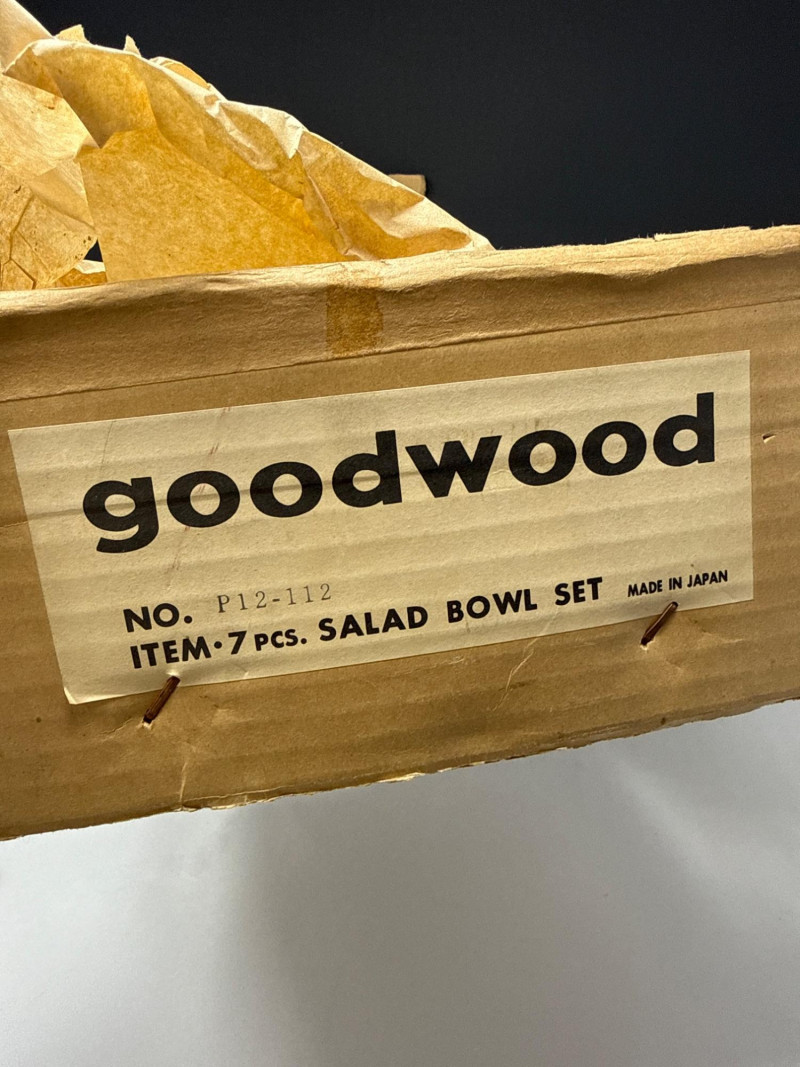 goodwood
NO. P12-112
ITEM·7 PCS. SALAD BOWL SET MADE IN JAPAN